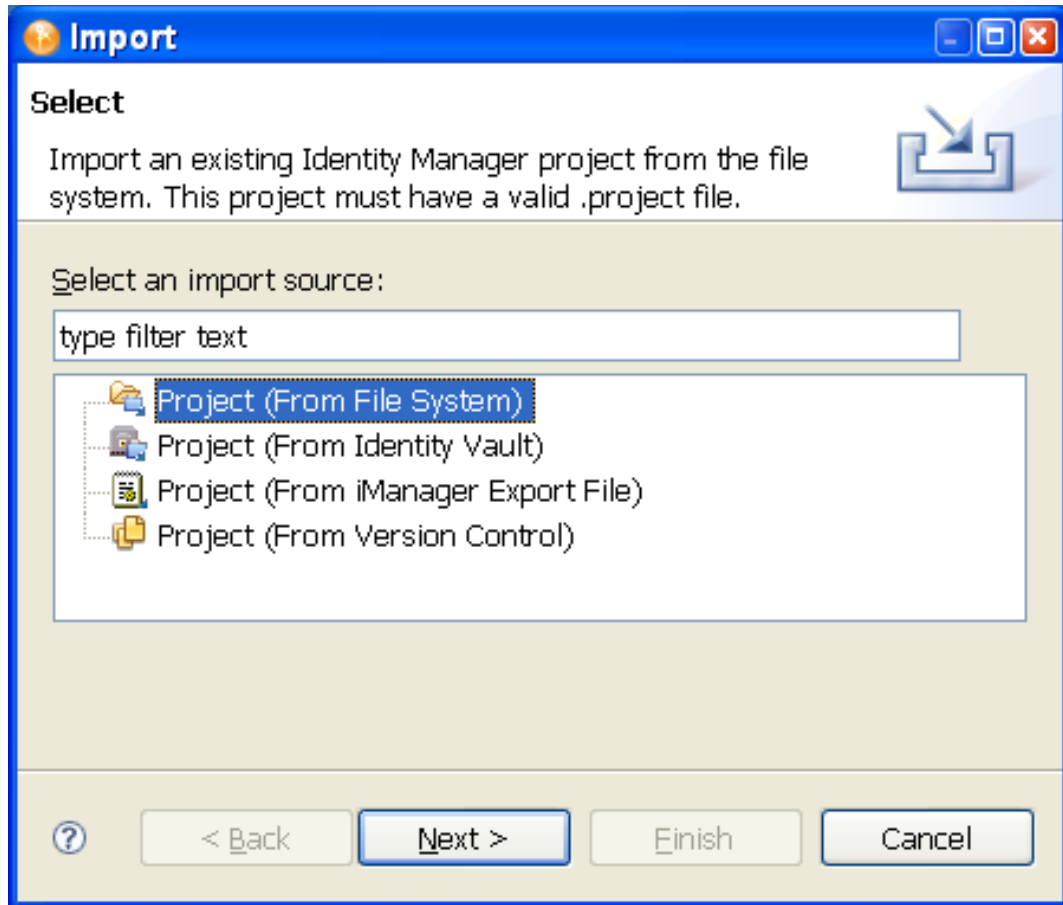 Import
Select
Import an existing Identity Manager project from the file
system. This project must have a valid .project file.
Select an import source:
type filter text
Project (From File System)
Project (From Identity Vault)
Project (From iManager Export File)
Project (From Version Control)
? < Back Next > Finish Cancel